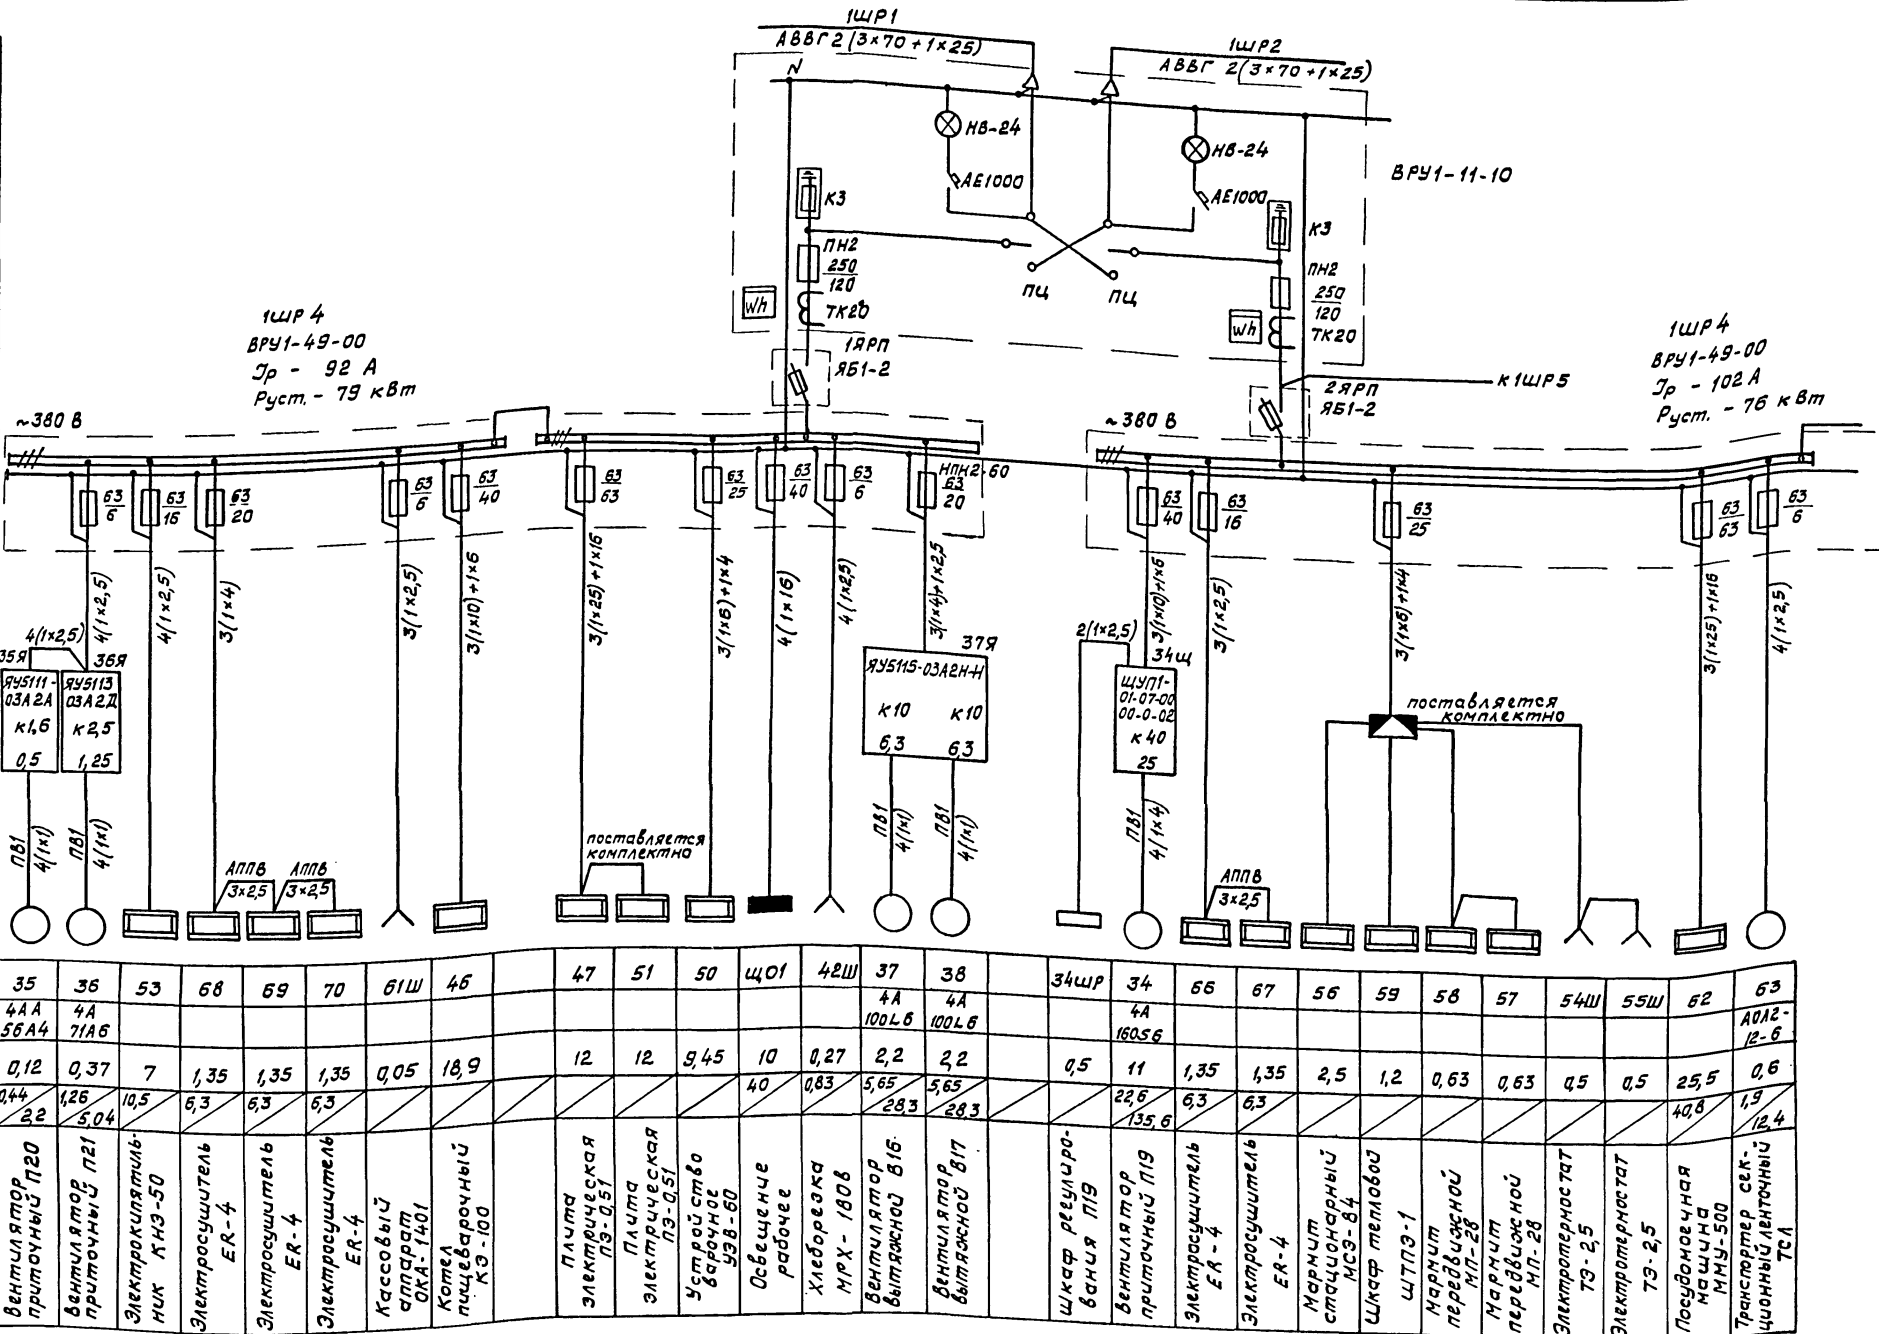 1ШР1
АВВГ 2 (3×70 + 1×25)
1ШР2
АВВГ 2(3×70 + 1×25)
N
НВ-24
НВ-24
АЕ1000
АЕ1000
ВРУ1-11-10
К3
К3
ПН2
250
120
ТК20
Wh
ПЦ
ПЦ
ПН2
250
120
ТК20
Wh
1ШР 4
ВРУ1-49-00
Jр - 92 А
Руст. - 79 кВт
1ЯРП
ЯБ1-2
2ЯРП
ЯБ1-2
К1ШР5
1ШР 4
ВРУ1-49-00
Jр - 102 А
Руст. - 76 кВт
~380 В
~380 В
63
6
63
16
63
20
63
6
63
40
63
63
63
25
63
40
63
6
НПН2-60
63
20
63
40
63
16
63
25
63
63
63
6
4(1×2,5)
4(1×2,5)
4(1×2,5)
3(1×4)
3(1×2,5)
3(1×10)+1×6
3(1×25)+1×16
3(1×6)+1×4
4(1×16)
4(1×2,5)
3(1×4)+1×2,5
2(1×2,5)
3(1×10)+1×6
3(1×2,5)
3(1×6)+1×4
3(1×25)+1×16
4(1×2,5)
35Я
ЯУ5111-
03А2А
К1,6
0,5
36Я
ЯУ5113
03А2Д
К2,5
1,25
37Я
ЯУ5115-03А2Н-Н
К10 К10
6,3 6,3
34Щ
ЩУП1-
01-07-00
00-0-02
К 40
25
поставляется
комплектно
поставляется
комплектно
ПВ1
4(1×1)
ПВ1
4(1×1)
АППВ
3×2,5
АППВ
3×2,5
ПВ1
4(1×1)
ПВ1
4(1×1)
ПВ1
4(1×4)
АППВ
3×2,5
35 36 53 68 69 70 61Ш 46 47 51 50 Щ01 42Ш 37 38 34ШР 34 66 67 56 59 58 57 54Ш 55Ш 62 63
4АА
56А4
4А
71А6
4А
100L6
4А
100L6
4А
160S6
АОЛ2-
12-6
0,12 0,37 7 1,35 1,35 1,35 0,05 18,9 12 12 9,45 10 0,27 2,2 2,2 0,5 11 1,35 1,35 2,5 1,2 0,63 0,63 0,5 0,5 25,5 0,6
0,44 1,26 10,5 6,3 6,3 6,3 40 0,83 5,65 5,65 22,6 6,3 6,3 40,8 1,9
2,2 5,04 28,3 28,3 135,6 12,4
Вентилятор
приточный П20
Вентилятор
приточный П21
Электрокипятиль-
ник КНЭ-50
Электросушитель
ER-4
Электросушитель
ER-4
Электросушитель
ER-4
Кассовый
аппарат
ОКА-1401
Котел
пищеварочный
КЭ-100
Плита
электрическая
ПЭ-0,51
Плита
электрическая
ПЭ-0,51
Устройство
варочное
УЭВ-60
Освещение
рабочее
Хлеборезка
МРХ-180В
Вентилятор
вытяжной В16
Вентилятор
вытяжной В17
Шкаф регулиро-
вания П19
Вентилятор
приточный П19
Электросушитель
ER-4
Электросушитель
ER-4
Мармит
стационарный
МСЭ-84
Шкаф тепловой
ШТПЭ-1
Мармит
передвижной
МП-28
Мармит
передвижной
МП-28
Электротермостат
ТЭ-2,5
Электротермостат
ТЭ-2,5
Посудомоечная
машина
ММУ-500
Транспортер сек-
ционный ленточный
ТСЛ